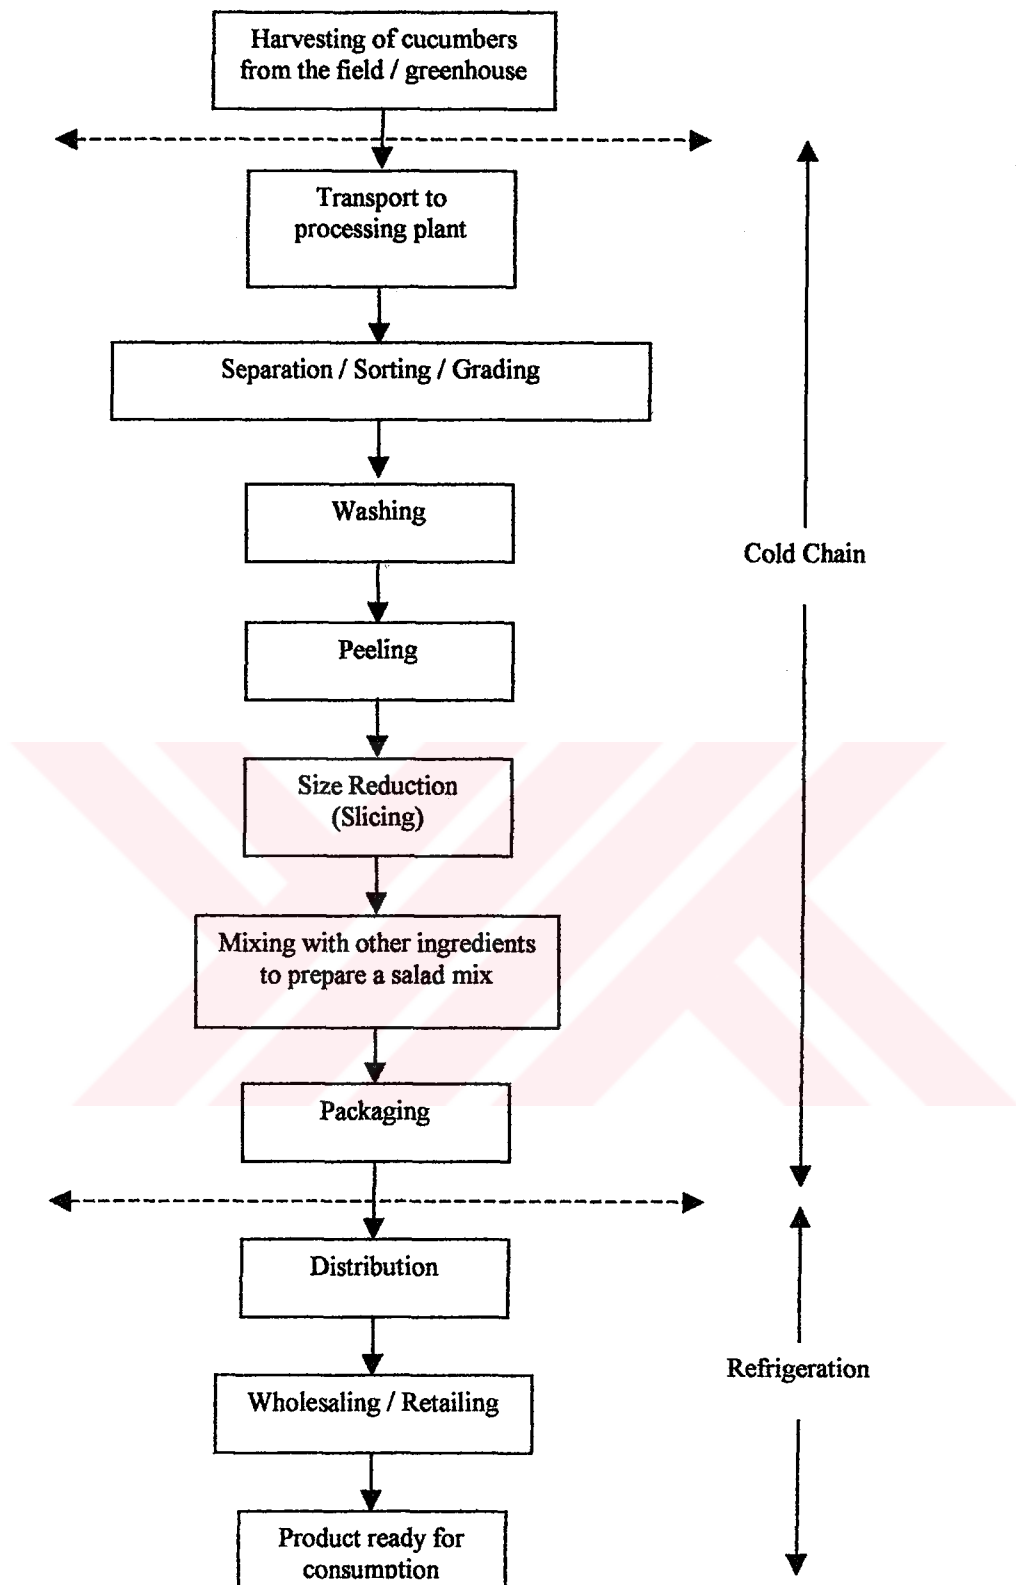 Harvesting of cucumbers
from the field / greenhouse
Transport to
processing plant
Separation / Sorting / Grading
Washing
Cold Chain
Peeling
Size Reduction
(Slicing)
Mixing with other ingredients
to prepare a salad mix
Packaging
Distribution
Refrigeration
Wholesaling / Retailing
Product ready for
consumption